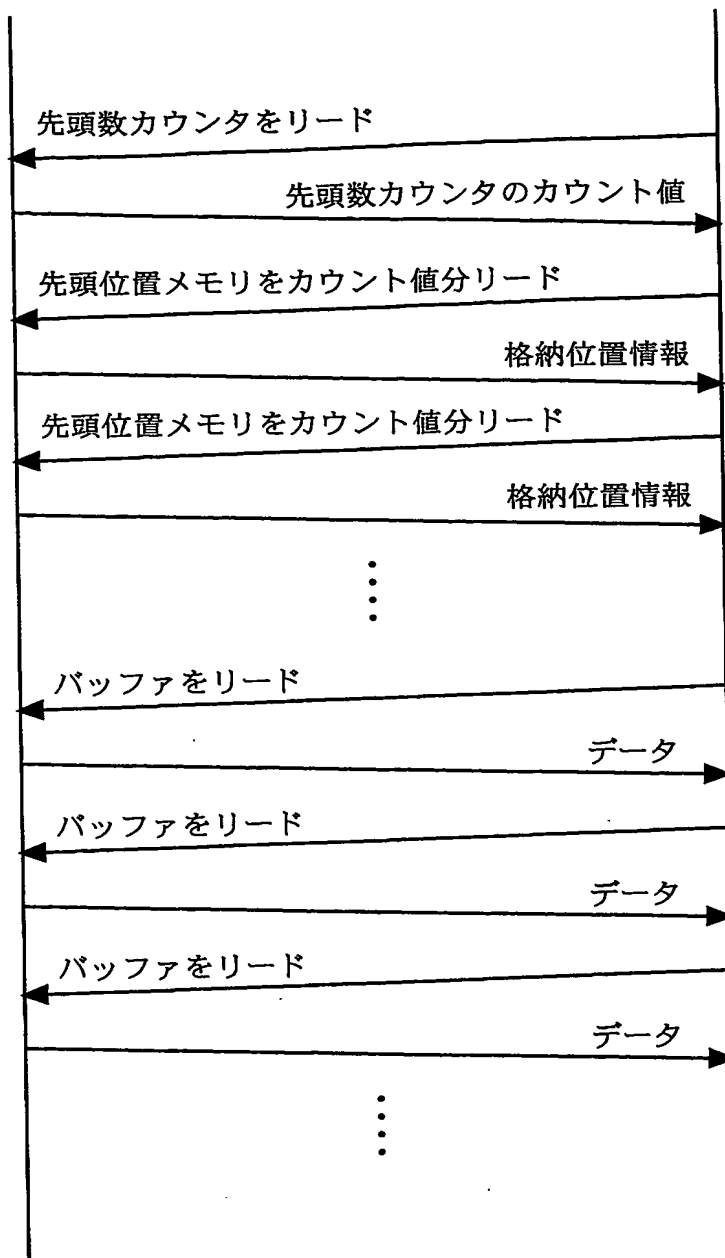 先頭数カウンタをリード
先頭数カウンタのカウント値
先頭位置メモリをカウント値分リード
格納位置情報
先頭位置メモリをカウント値分リード
格納位置情報
バッファをリード
データ
バッファをリード
データ
バッファをリード
データ